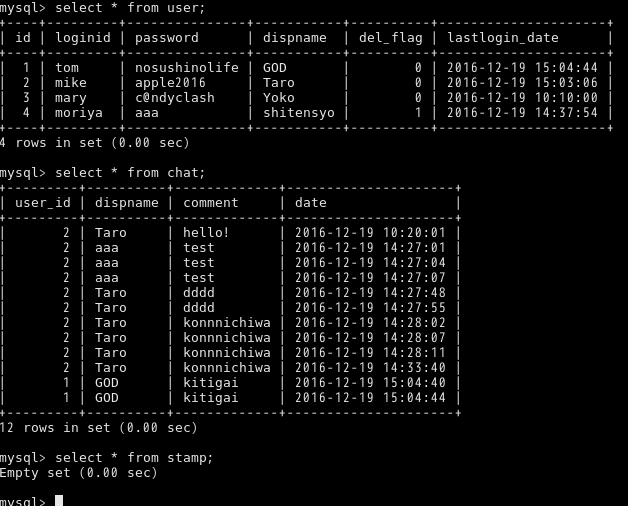 mysql> select * from user;
+----+---------+--------------+-----------+----------+---------------------+
| id | loginid | password     | dispname  | del_flag | lastlogin_date      |
+----+---------+--------------+-----------+----------+---------------------+
|  1 | tom     | nosushinolife | GOD       |        0 | 2016-12-19 15:04:44 |
|  2 | mike    | apple2016    | Taro      |        0 | 2016-12-19 15:03:06 |
|  3 | mary    | c@ndyclash   | Yoko      |        0 | 2016-12-19 10:10:00 |
|  4 | moriya  | aaa          | shitensyo |        1 | 2016-12-19 14:37:54 |
+----+---------+--------------+-----------+----------+---------------------+
4 rows in set (0.00 sec)
mysql> select * from chat;
+---------+----------+-------------+---------------------+
| user_id | dispname | comment     | date                |
+---------+----------+-------------+---------------------+
|       2 | Taro     | hello!      | 2016-12-19 10:20:01 |
|       2 | aaa      | test        | 2016-12-19 14:27:01 |
|       2 | aaa      | test        | 2016-12-19 14:27:04 |
|       2 | aaa      | test        | 2016-12-19 14:27:07 |
|       2 | Taro     | dddd        | 2016-12-19 14:27:48 |
|       2 | Taro     | dddd        | 2016-12-19 14:27:55 |
|       2 | Taro     | konnnichiwa | 2016-12-19 14:28:02 |
|       2 | Taro     | konnnichiwa | 2016-12-19 14:28:07 |
|       2 | Taro     | konnnichiwa | 2016-12-19 14:28:11 |
|       2 | Taro     | konnnichiwa | 2016-12-19 14:33:40 |
|       1 | GOD      | kitigai     | 2016-12-19 15:04:40 |
|       1 | GOD      | kitigai     | 2016-12-19 15:04:44 |
+---------+----------+-------------+---------------------+
12 rows in set (0.00 sec)
mysql> select * from stamp;
Empty set (0.00 sec)
mysql>